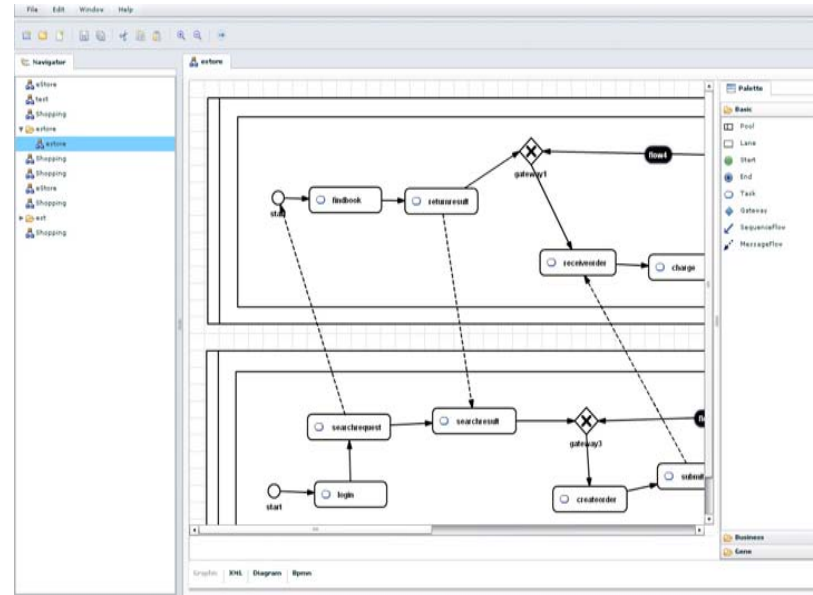 File Edit Window Help
Navigator
estore
eStore
test
Shopping
estore
estore
Shopping
Shopping
eStore
Shopping
est
Shopping
flow4
gateway1
start
findbook
returnresult
receiveorder
charge
searchrequest
searchresult
gateway3
start
login
createorder
submit
Graphic XML Diagram Bpmn
Palette
Basic
Pool
Lane
Start
End
Task
Gateway
SequenceFlow
MessageFlow
Business
Gene